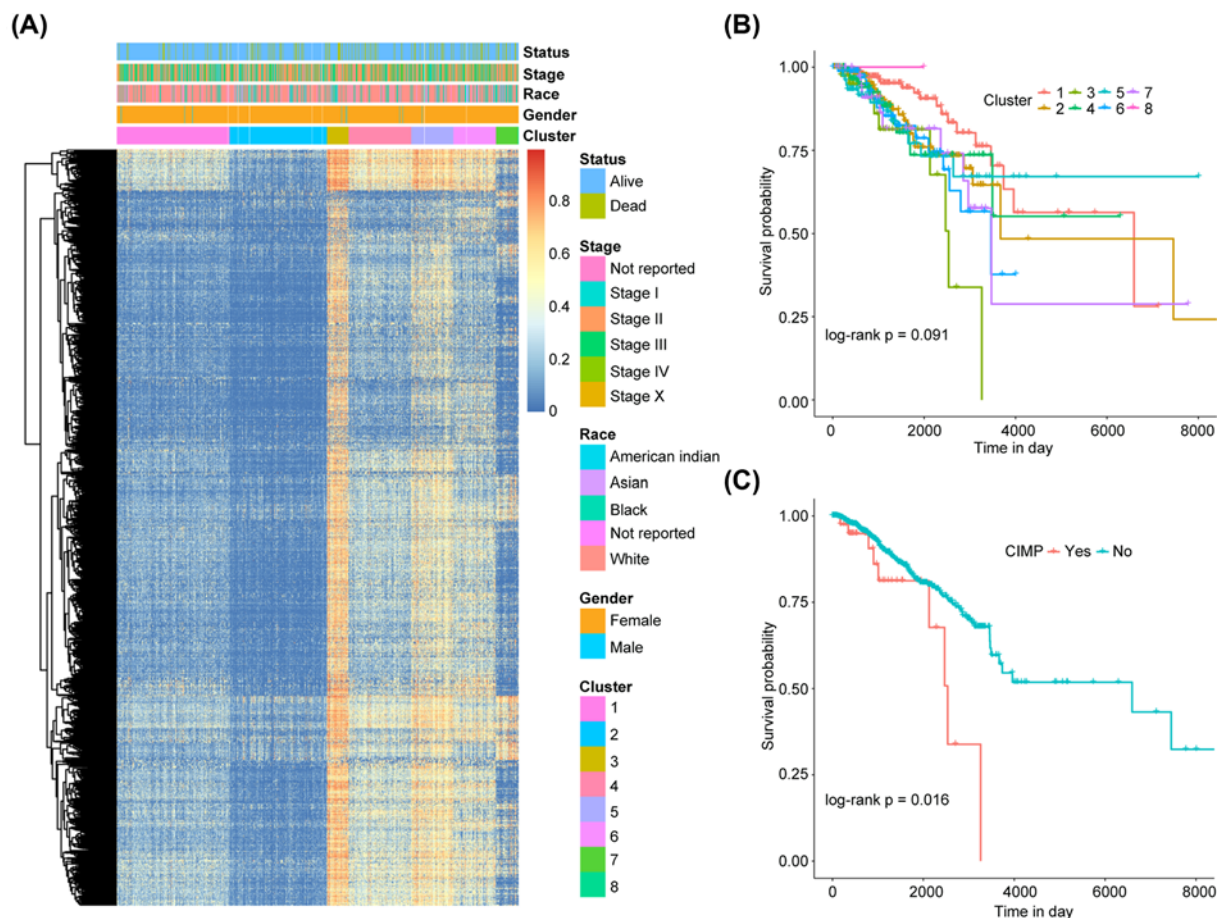 (A)
Status
Stage
Race
Gender
Cluster
0.8
0.6
0.4
0.2
0
Status
Alive
Dead
Stage
Not reported
Stage I
Stage II
Stage III
Stage IV
Stage X
Race
American indian
Asian
Black
Not reported
White
Gender
Female
Male
Cluster
1
2
3
4
5
6
7
8
(B)
Survival probability
1.00
0.75
0.50
0.25
0.00
Cluster
1 3 5 7
2 4 6 8
log-rank p = 0.091
0 2000 4000 6000 8000
Time in day
(C)
Survival probability
1.00
0.75
0.50
0.25
0.00
CIMP Yes No
log-rank p = 0.016
0 2000 4000 6000 8000
Time in day